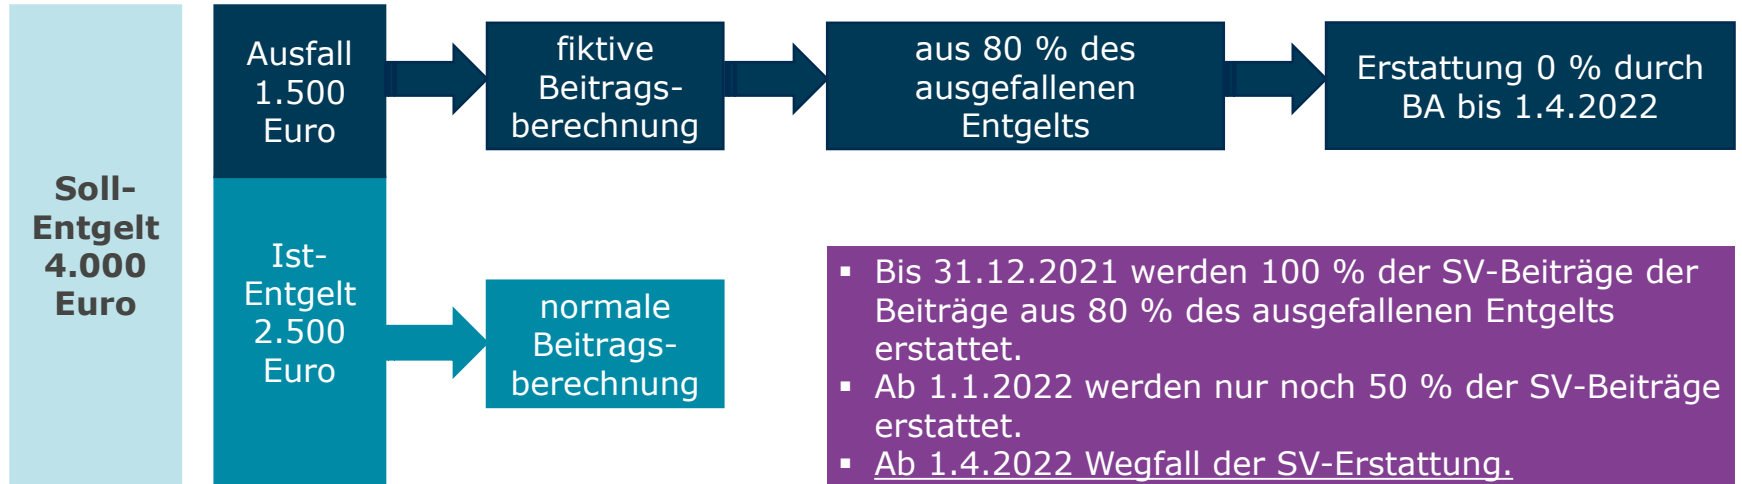 Soll-
Entgelt
4.000
Euro
Ausfall
1.500
Euro
fiktive
Beitrags-
berechnung
aus 80 % des
ausgefallenen
Entgelts
Erstattung 0 % durch
BA bis 1.4.2022
Ist-
Entgelt
2.500
Euro
normale
Beitrags-
berechnung
▪ Bis 31.12.2021 werden 100 % der SV-Beiträge der
Beiträge aus 80 % des ausgefallenen Entgelts
erstattet.
▪ Ab 1.1.2022 werden nur noch 50 % der SV-Beiträge
erstattet.
▪ Ab 1.4.2022 Wegfall der SV-Erstattung.